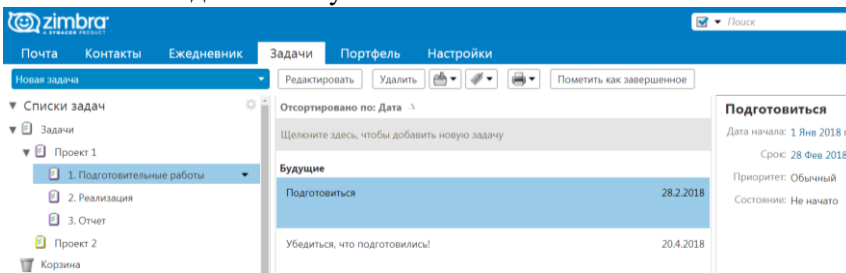 zimbra
A SYNACOR PRODUCT
Поиск
Почта Контакты Ежедневник Задачи Портфель Настройки
Новая задача
Редактировать Удалить Пометить как завершенное
Списки задач
Задачи
Проект 1
1. Подготовительные работы
2. Реализация
3. Отчет
Проект 2
Корзина
Отсортировано по: Дата
Щелкните здесь, чтобы добавить новую задачу
Будущие
Подготовиться 28.2.2018
Убедиться, что подготовились! 20.4.2018
Подготовиться
Дата начала: 1 Янв 2018
Срок: 28 Фев 2018
Приоритет: Обычный
Состояние: Не начато